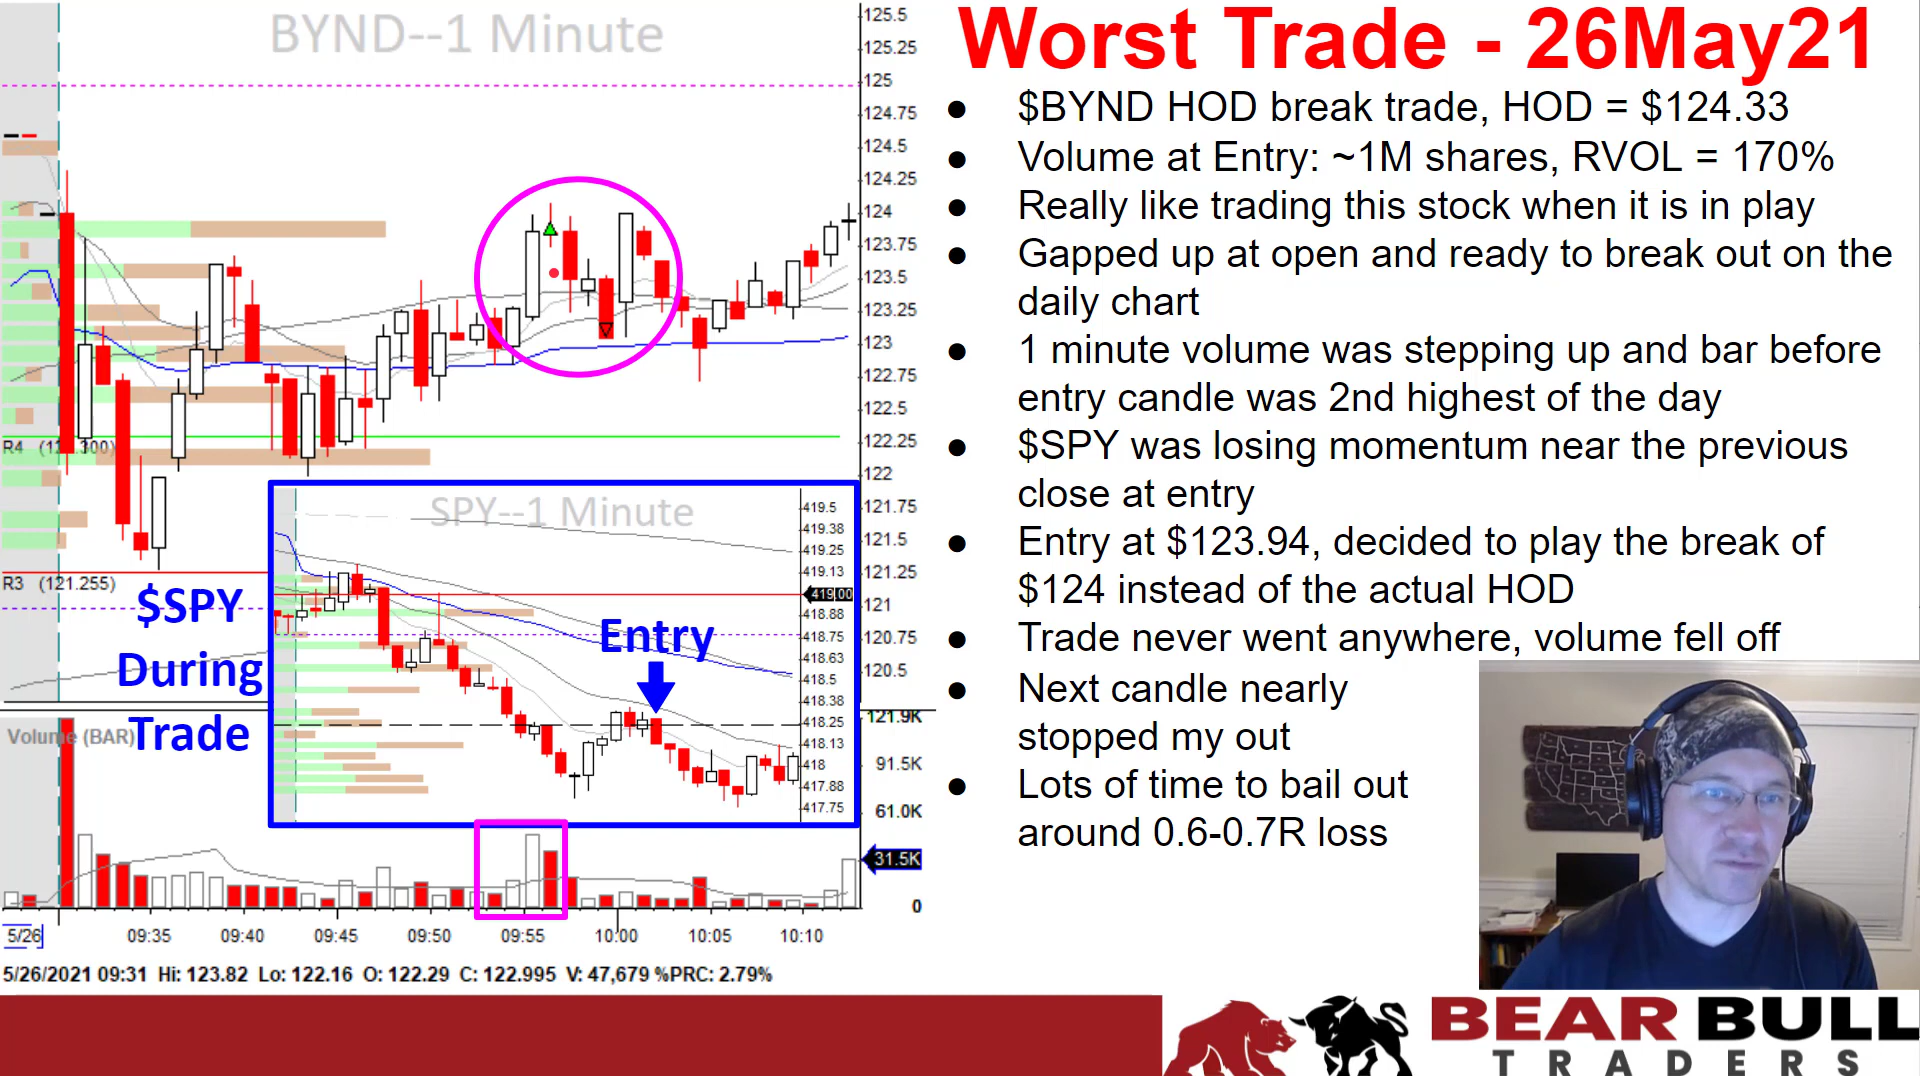 BYND--1 Minute
125.5
125.25
125
124.75
124.5
124.25
124
123.75
123.5
123.25
123
122.75
122.5
122.25
122
121.75
121.5
121.25
121
120.75
120.5
R4
R3 (121.255)
$SPY
During
Trade
SPY--1 Minute
419.5
419.38
419.25
419.13
419.00
418.88
418.75
418.63
418.5
418.38
418.25
418.13
418
417.88
417.75
Entry
Volume (BAR)
121.9K
91.5K
61.0K
31.5K
0
5/26
09:35
09:40
09:45
09:50
09:55
10:00
10:05
10:10
5/26/2021 09:31 Hi: 123.82 Lo: 122.16 O: 122.29 C: 122.995 V: 47,679 %PRC: 2.79%
Worst Trade - 26May21
● $BYND HOD break trade, HOD = $124.33
● Volume at Entry: ~1M shares, RVOL = 170%
● Really like trading this stock when it is in play
● Gapped up at open and ready to break out on the
daily chart
● 1 minute volume was stepping up and bar before
entry candle was 2nd highest of the day
● $SPY was losing momentum near the previous
close at entry
● Entry at $123.94, decided to play the break of
$124 instead of the actual HOD
● Trade never went anywhere, volume fell off
● Next candle nearly
stopped my out
● Lots of time to bail out
around 0.6-0.7R loss
BEAR BULL
TRADERS